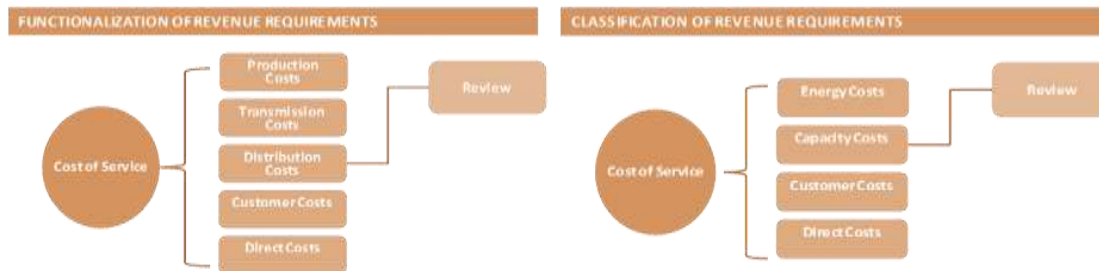 FUNCTIONALIZATION OF REVENUE REQUIREMENTS
Production
Costs
Transmission
Costs
Distribution
Costs
Customer Costs
Direct Costs
Cost of Service
Review
CLASSIFICATION OF REVENUE REQUIREMENTS
Energy Costs
Capacity Costs
Customer Costs
Direct Costs
Cost of Service
Review